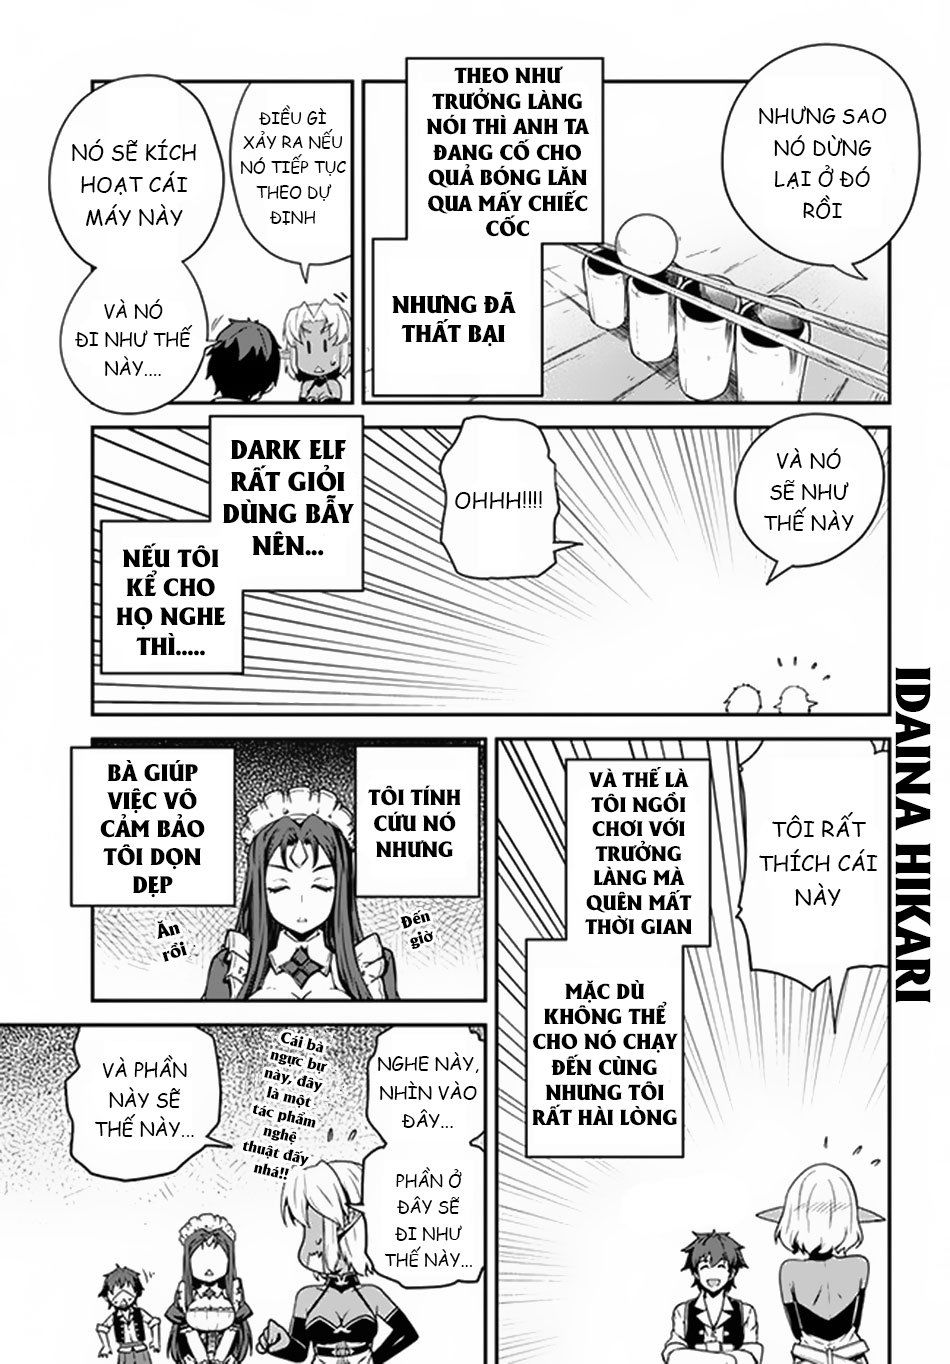 NHƯNG SAO
NÓ DỪNG
LẠI Ở ĐÓ
RỒI
THEO NHƯ
TRƯỞNG LÀNG
NÓI THÌ ANH TA
ĐANG CỐ CHO
QUẢ BÓNG LĂN
QUA MẤY CHIẾC
CỐC
NHƯNG ĐÃ
THẤT BẠI
ĐIỀU GÌ
XẢY RA NẾU
NÓ TIẾP TỤC
THEO DỰ
ĐỊNH
NÓ SẼ KÍCH
HOẠT CÁI
MÁY NÀY
VÀ NÓ
ĐI NHƯ THẾ
NÀY....
VÀ NÓ
SẼ NHƯ
THẾ NÀY
OHHH!!!!
DARK ELF
RẤT GIỎI
DÙNG BẪY
NÊN...
NẾU TÔI
KỂ CHO
HỌ NGHE
THÌ.....
TÔI RẤT
THÍCH CÁI
NÀY
VÀ THẾ LÀ
TÔI NGỒI
CHƠI VỚI
TRƯỞNG
LÀNG MÀ
QUÊN MẤT
THỜI GIAN
MẶC DÙ
KHÔNG THỂ
CHO NÓ CHẠY
ĐẾN CÙNG
NHƯNG TÔI
RẤT HÀI LÒNG
TÔI TÍNH
CỨU NÓ
NHƯNG
BÀ GIÚP
VIỆC VÔ
CẢM BẢO
TÔI DỌN
DẸP
Đến
giờ
Ăn
rồi
NGHE NÀY,
NHÌN VÀO
ĐÂY...
PHẦN Ở
ĐÂY SẼ
ĐI NHƯ
THẾ NÀY...
Cái bà
ngực bự
này, đây
là một
tác phẩm
nghệ
thuật đấy
nhá!!
VÀ PHẦN
NÀY SẼ
THẾ NÀY...
IDAINA HIKARI